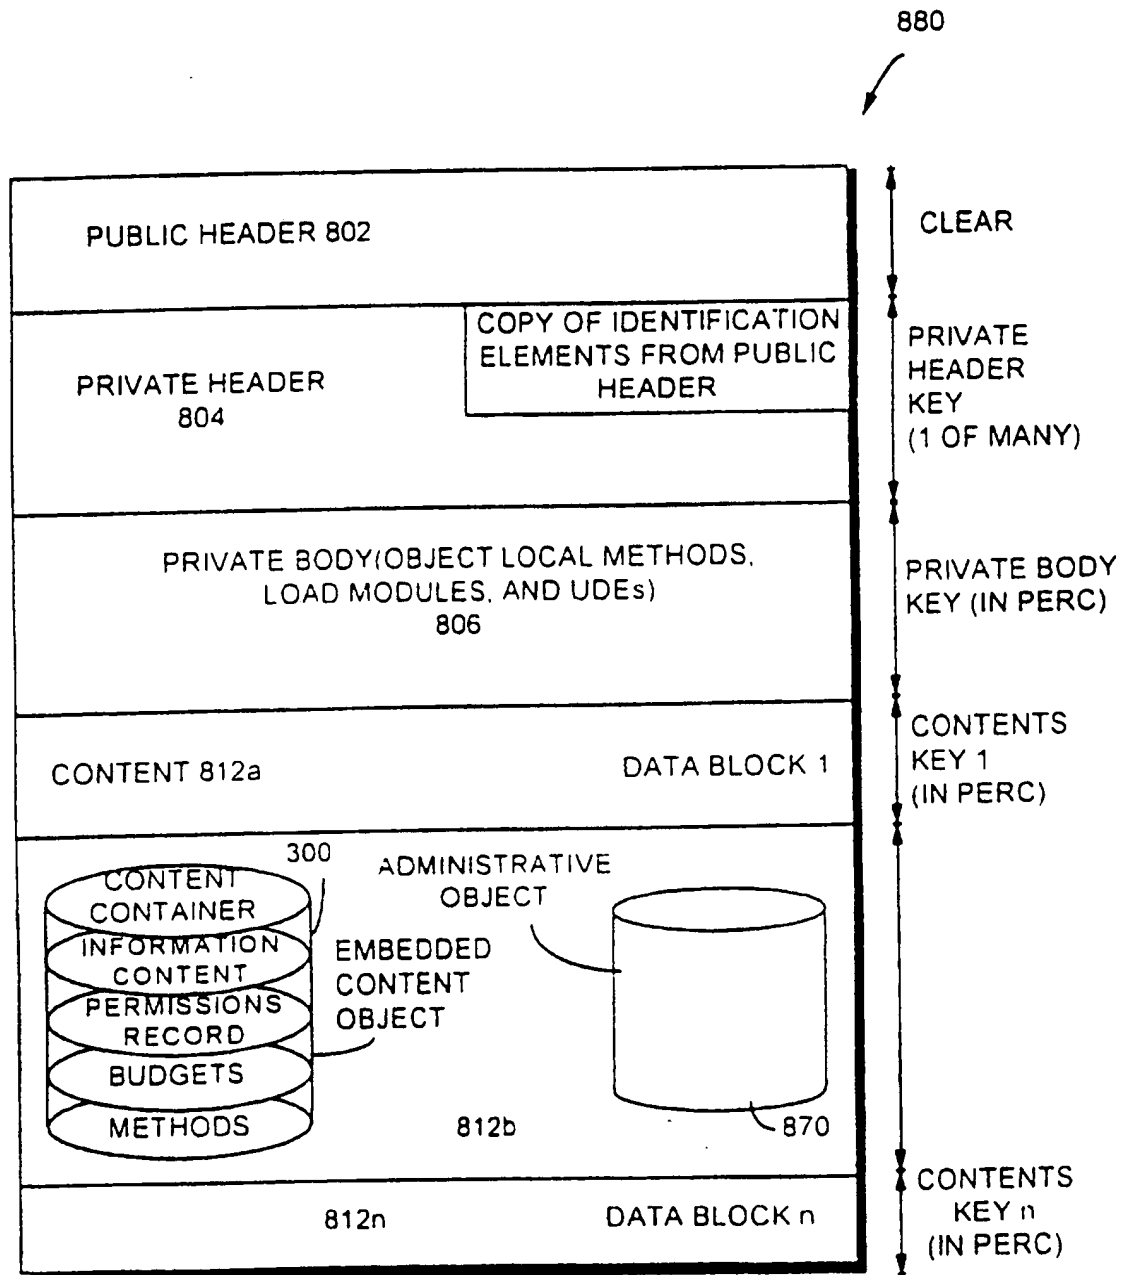 880
PUBLIC HEADER 802
CLEAR
PRIVATE HEADER
804
COPY OF IDENTIFICATION
ELEMENTS FROM PUBLIC
HEADER
PRIVATE
HEADER
KEY
(1 OF MANY)
PRIVATE BODY(OBJECT LOCAL METHODS,
LOAD MODULES, AND UDEs)
806
PRIVATE BODY
KEY (IN PERC)
CONTENT 812a
DATA BLOCK 1
CONTENTS
KEY 1
(IN PERC)
CONTENT
CONTAINER
INFORMATION
CONTENT
PERMISSIONS
RECORD
BUDGETS
METHODS
300
EMBEDDED
CONTENT
OBJECT
ADMINISTRATIVE
OBJECT
870
812b
812n
DATA BLOCK n
CONTENTS
KEY n
(IN PERC)